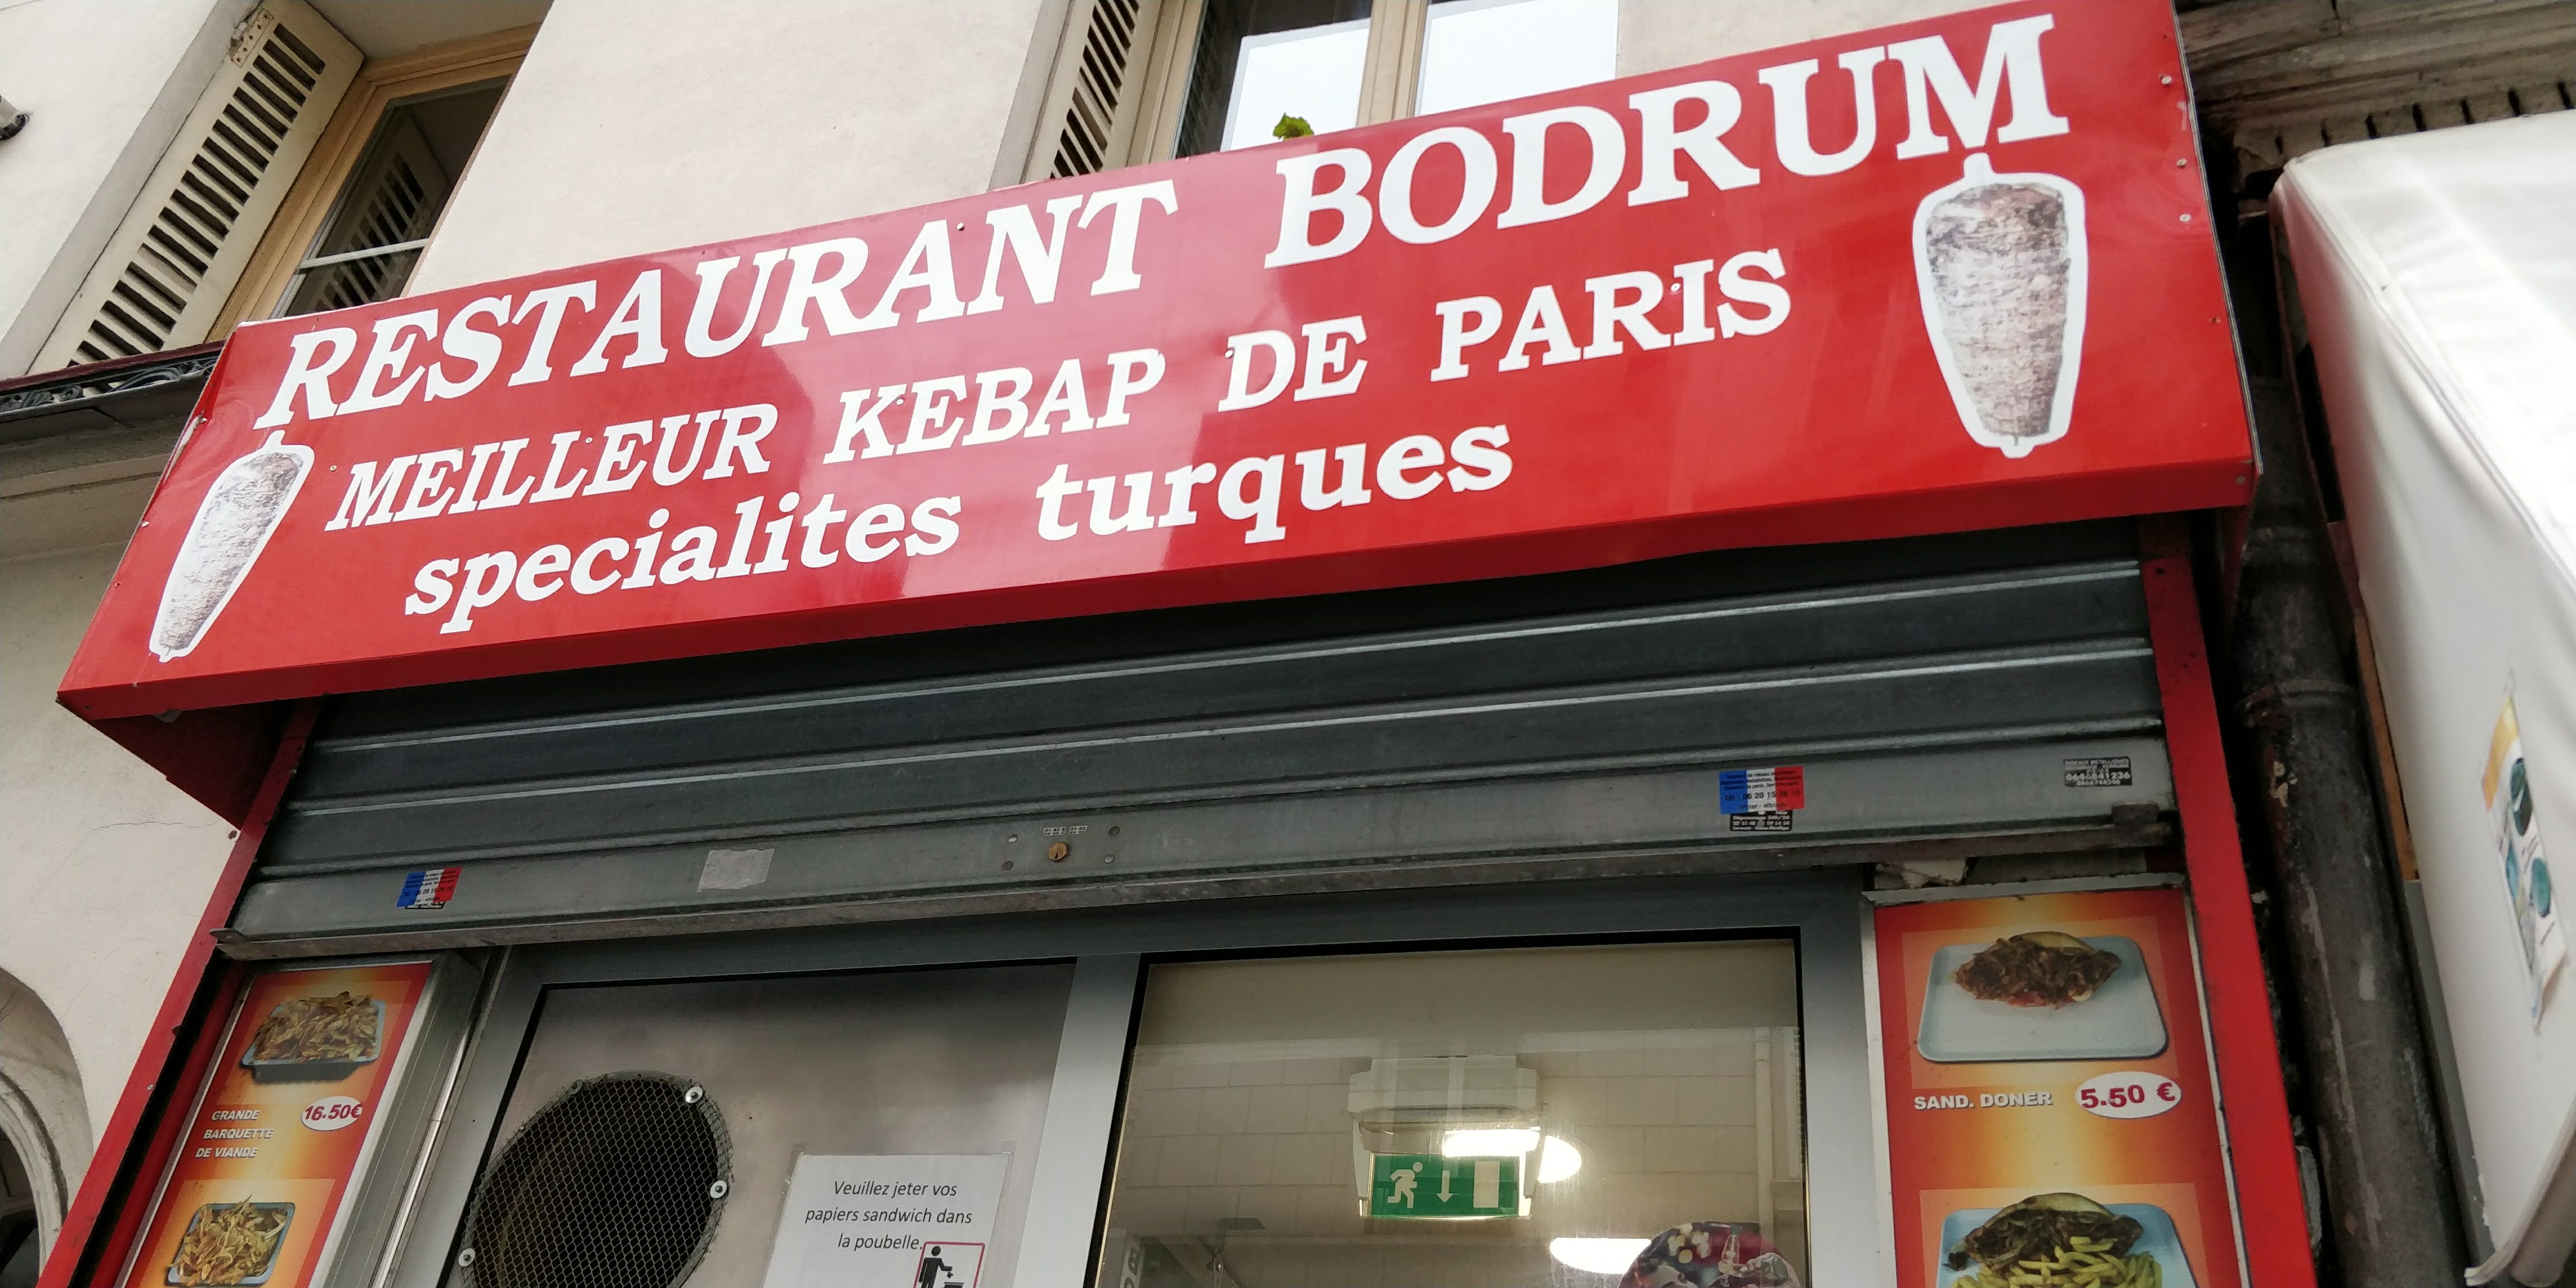 RESTAURANT BODRUM
MEILLEUR KEBAP DE PARIS
specialites turques
0646841236
GRANDE
BARQUETTE
DE VIANDE
16.50€
Veuillez jeter vos
papiers sandwich dans
la poubelle.
SAND. DONER
5.50 €